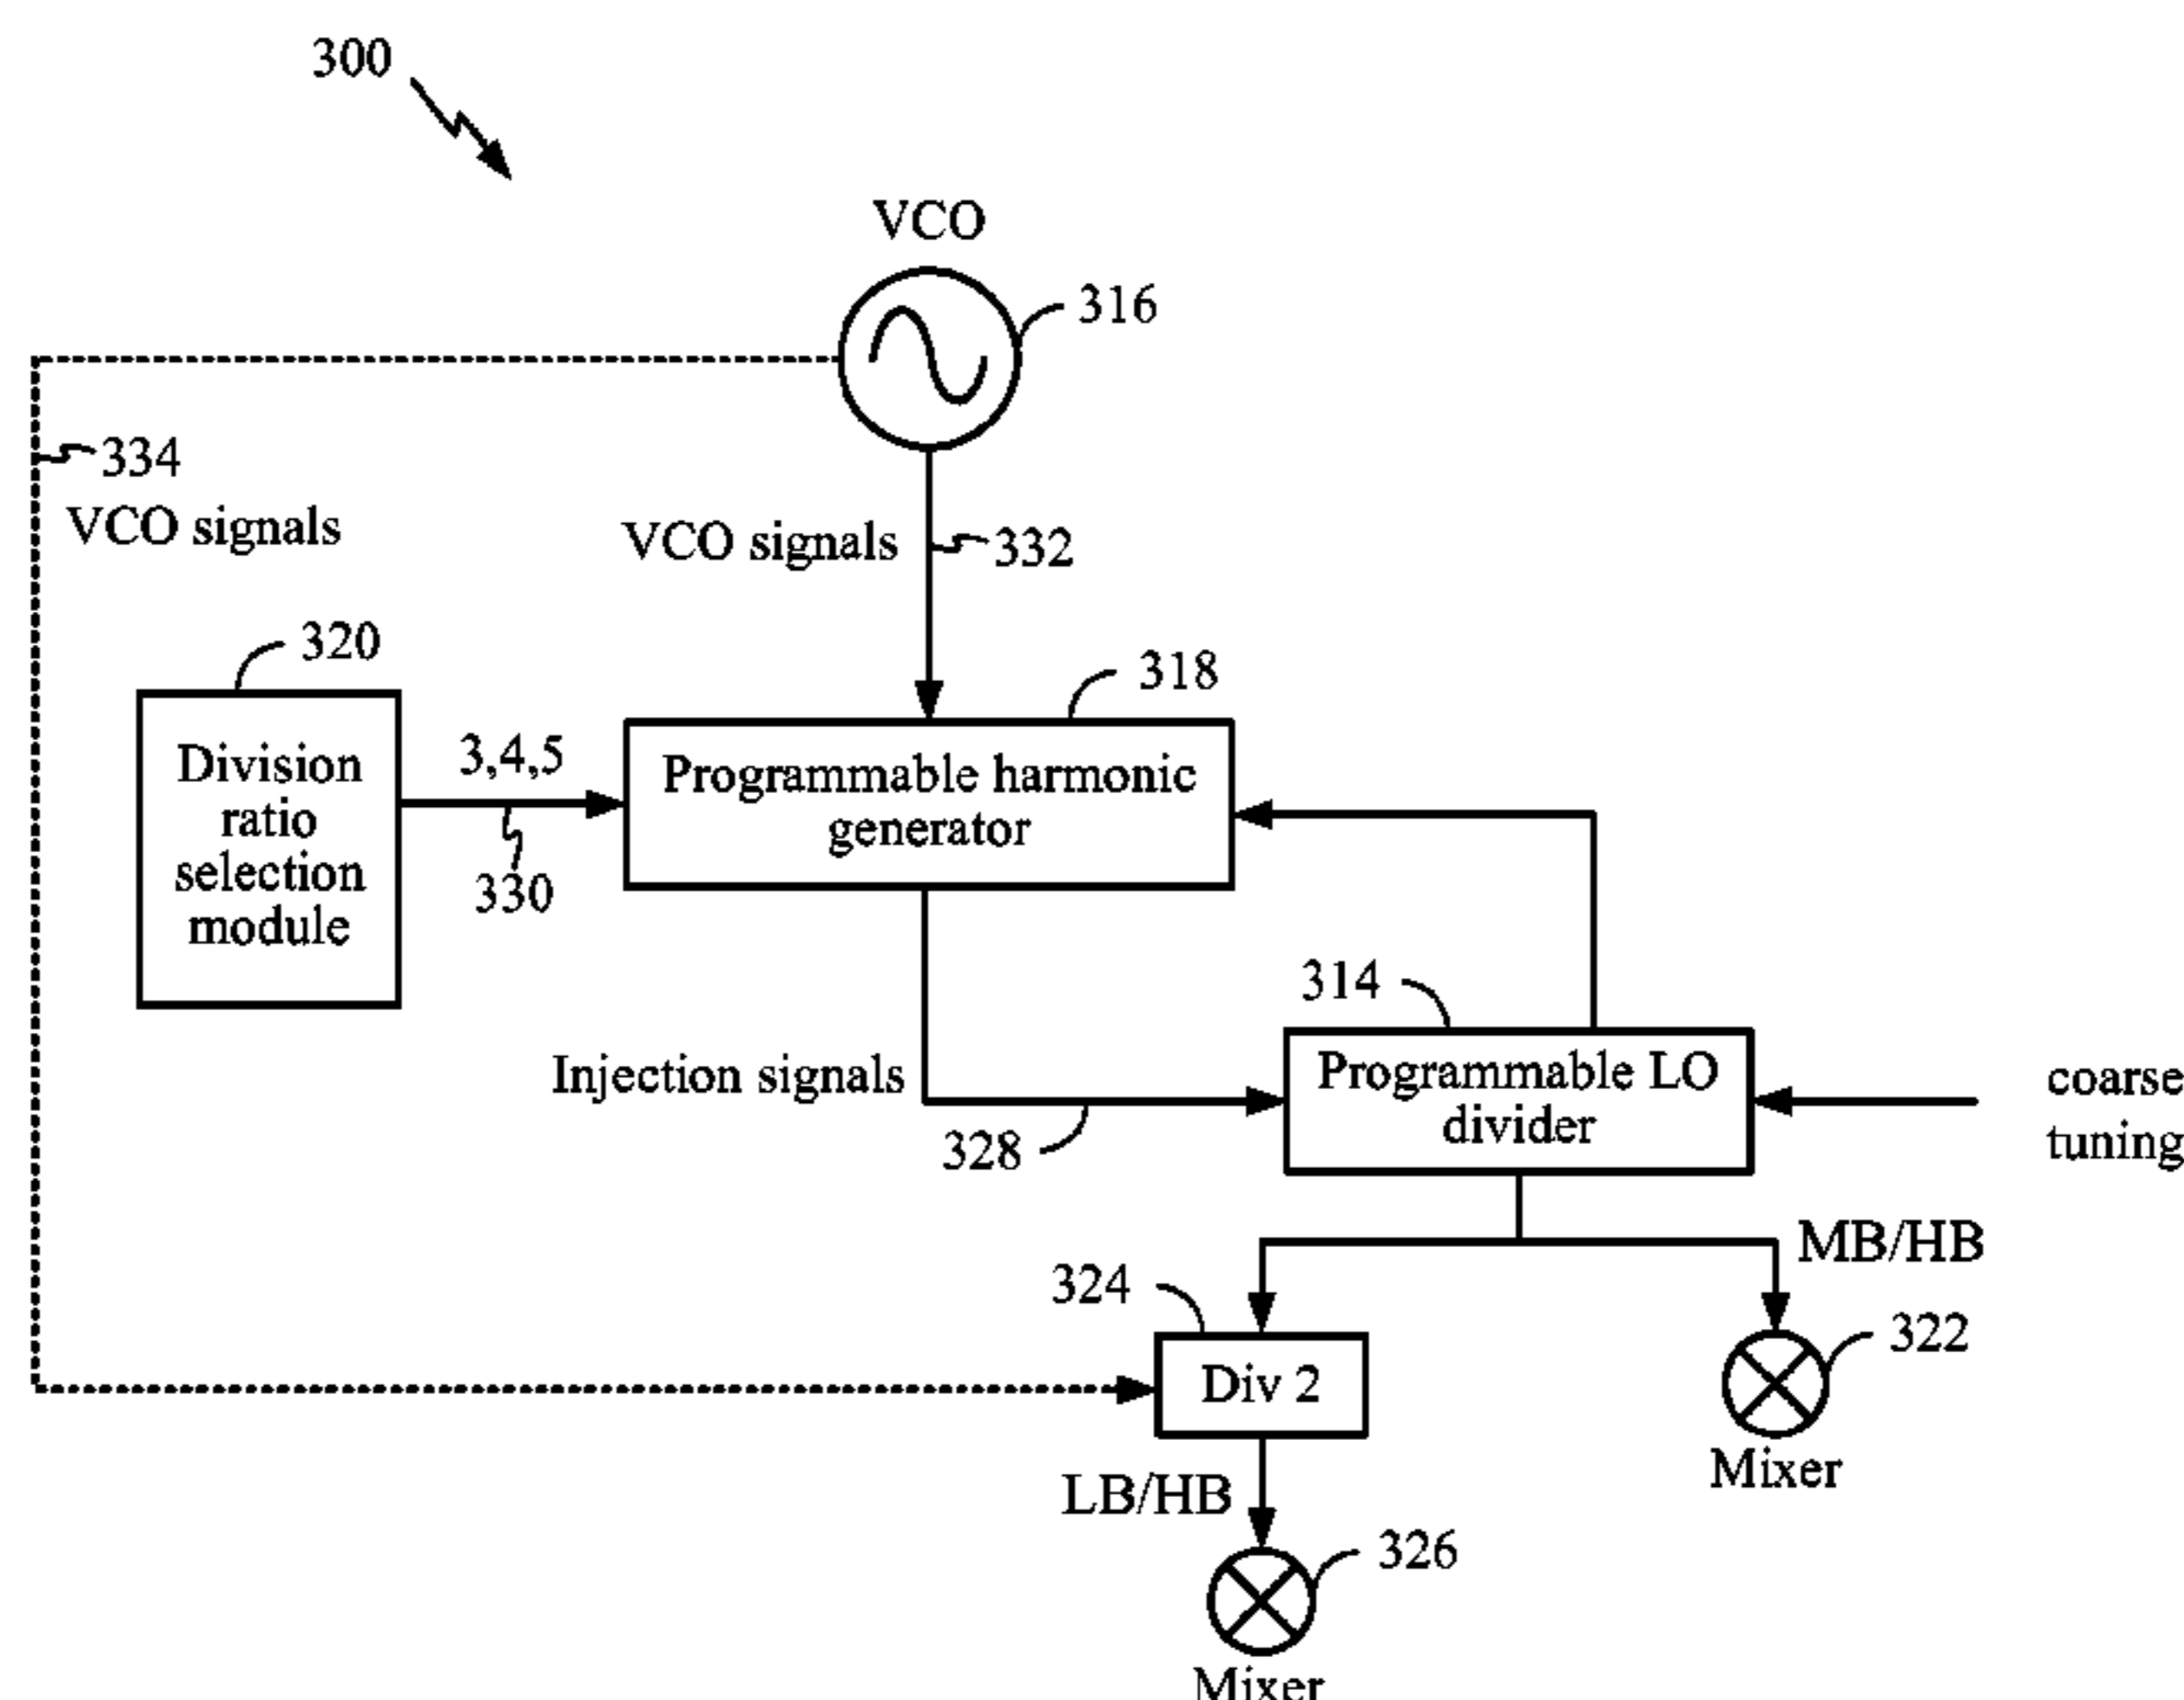 300
VCO
316
334
VCO signals
VCO signals
332
320
318
Division
ratio
selection
module
3,4,5
330
Programmable harmonic
generator
314
Injection signals
328
Programmable LO
divider
coarse
tuning
MB/HB
324
322
Div 2
Mixer
LB/HB
326
Mixer